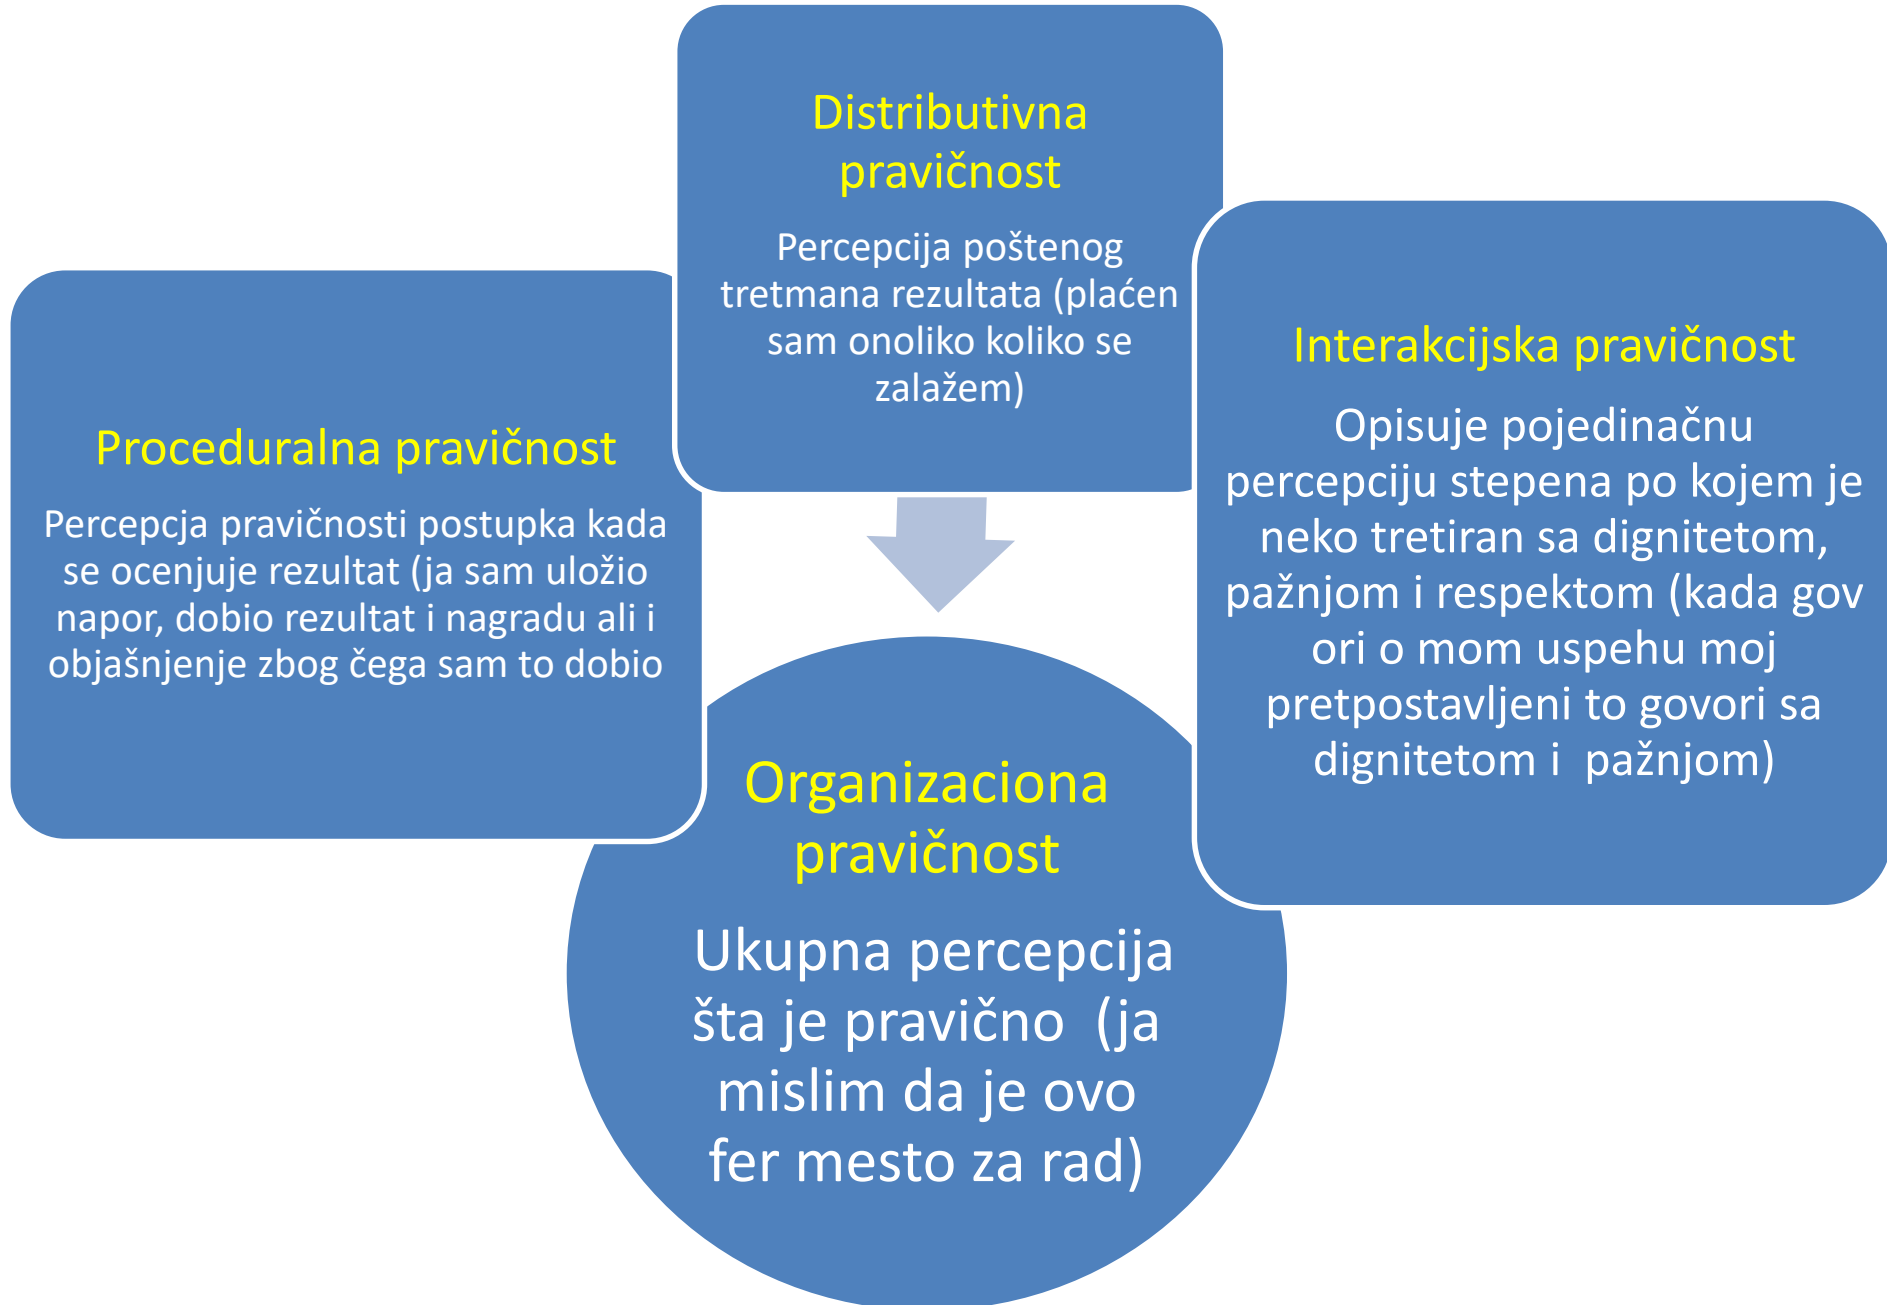 Distributivna
pravičnost
Percepcija poštenog
tretmana rezultata (plaćen
sam onoliko koliko se
zalažem)
Proceduralna pravičnost
Percepcja pravičnosti postupka kada
se ocenjuje rezultat (ja sam uložio
napor, dobio rezultat i nagradu ali i
objašnjenje zbog čega sam to dobio
Interakcijska pravičnost
Opisuje pojedinačnu
percepciju stepena po kojem je
neko tretiran sa dignitetom,
pažnjom i respektom (kada gov
ori o mom uspehu moj
pretpostavljeni to govori sa
dignitetom i  pažnjom)
Organizaciona
pravičnost
Ukupna percepcija
šta je pravično  (ja
mislim da je ovo
fer mesto za rad)